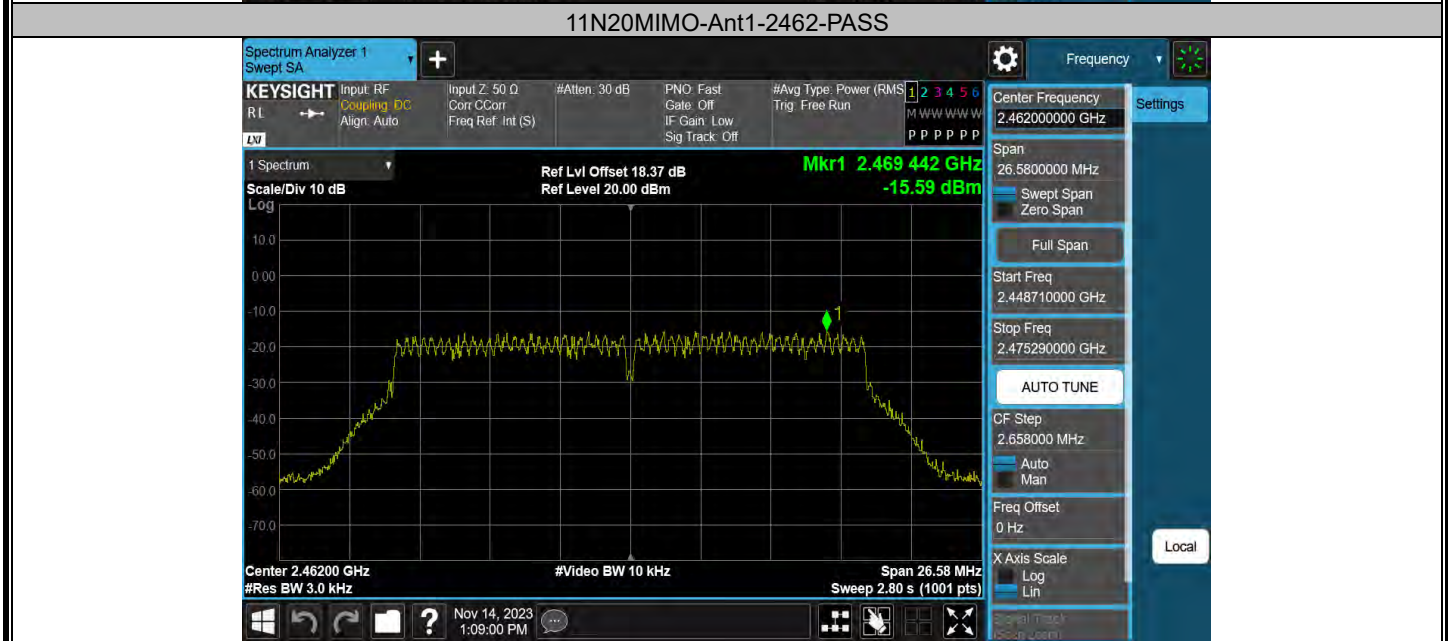 11N20MIMO-Ant1-2462-PASS
Spectrum Analyzer 1
Swept SA
+
Frequency
KEYSIGHT
RL
LXI
Input: RF
Coupling: DC
Align: Auto
Input Z: 50 Ω
Corr CCorr
Freq Ref: Int (S)
#Atten: 30 dB
PNO: Fast
Gate: Off
IF Gain: Low
Sig Track: Off
#Avg Type: Power (RMS
Trig: Free Run
1 2 3 4 5 6
M W W W W W
P P P P P P
1 Spectrum
Scale/Div 10 dB
Log
Ref Lvl Offset 18.37 dB
Ref Level 20.00 dBm
Mkr1 2.469 442 GHz
-15.59 dBm
10.0
0.00
-10.0
-20.0
-30.0
-40.0
-50.0
-60.0
-70.0
1
Center 2.46200 GHz
#Res BW 3.0 kHz
#Video BW 10 kHz
Span 26.58 MHz
Sweep 2.80 s (1001 pts)
Center Frequency
2.462000000 GHz
Settings
Span
26.5800000 MHz
Swept Span
Zero Span
Full Span
Start Freq
2.448710000 GHz
Stop Freq
2.475290000 GHz
AUTO TUNE
CF Step
2.658000 MHz
Auto
Man
Freq Offset
0 Hz
X Axis Scale
Log
Lin
Local
Signal Track
(Span Zoom)
?
Nov 14, 2023
1:09:00 PM